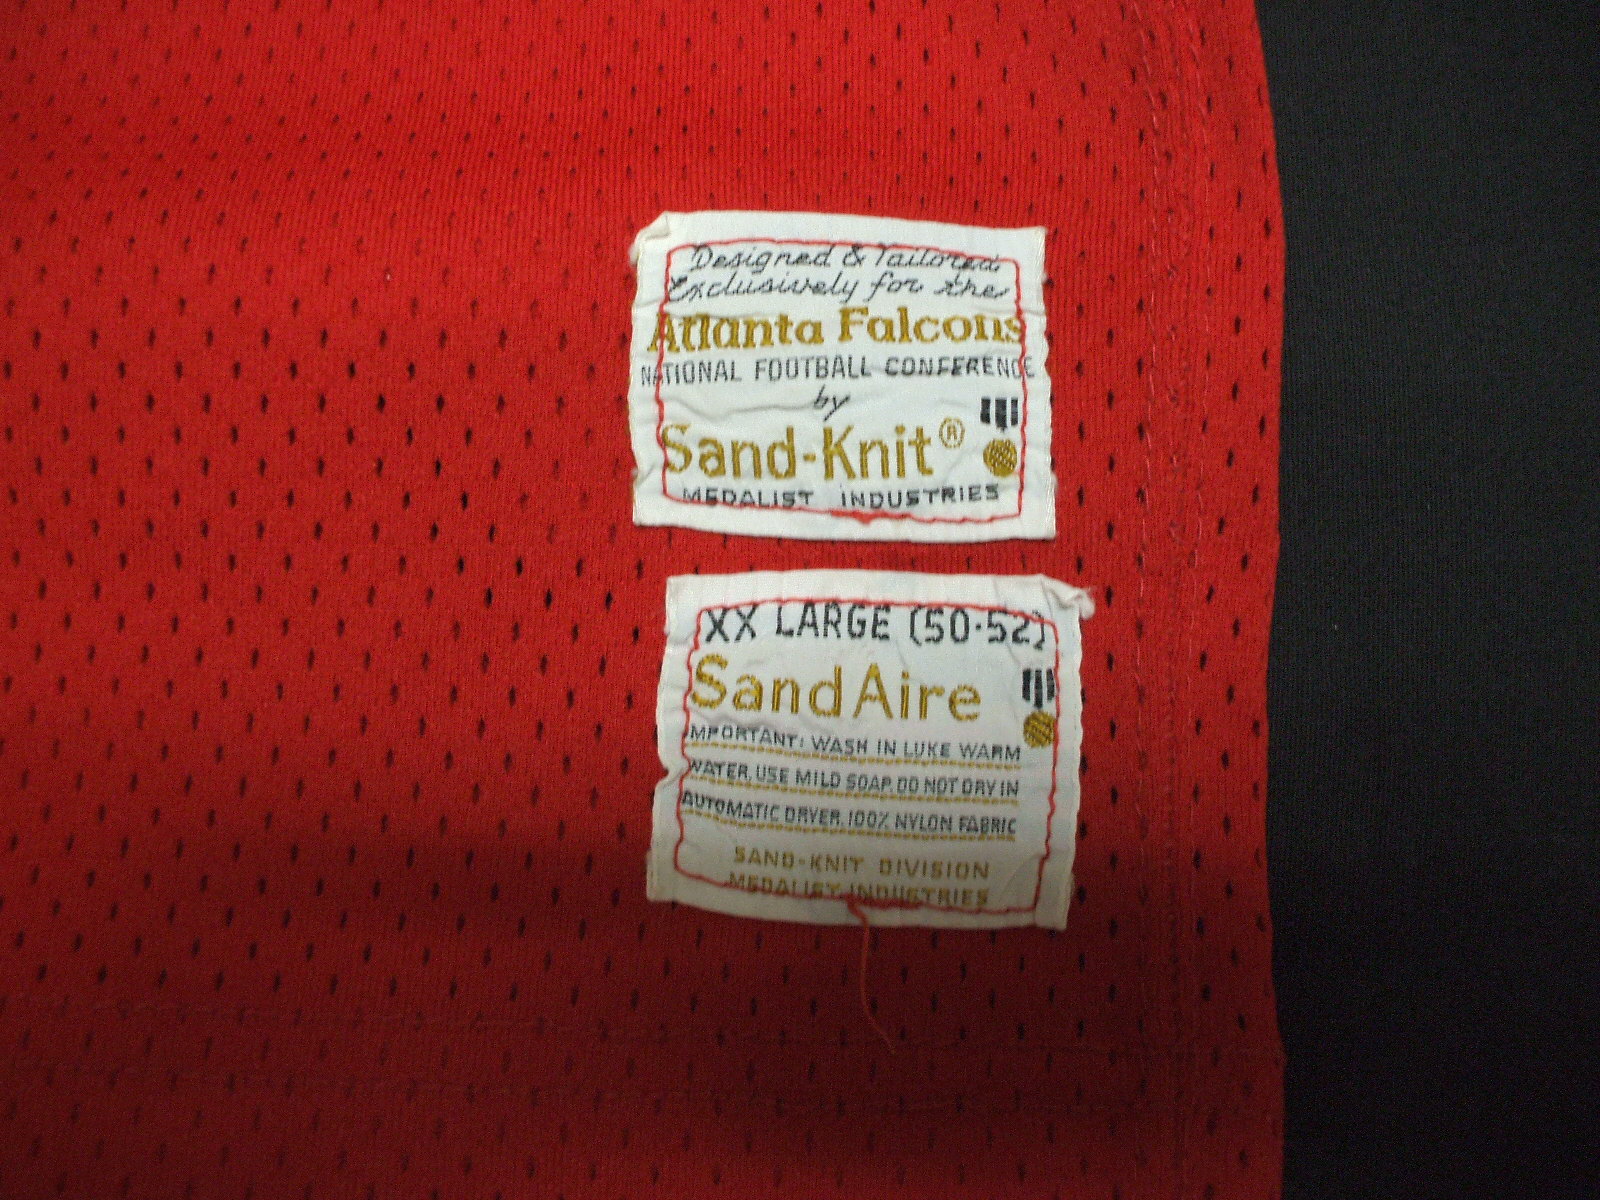 Designed & Tailored
Exclusively for the
Atlanta Falcons
NATIONAL FOOTBALL CONFERENCE
by
Sand-Knit®
MEDALIST INDUSTRIES
XX LARGE (50-52)
SandAire
IMPORTANT: WASH IN LUKE WARM
WATER, USE MILD SOAP, DO NOT DRY IN
AUTOMATIC DRYER, 100% NYLON FABRIC
SAND-KNIT DIVISION
MEDALIST INDUSTRIES